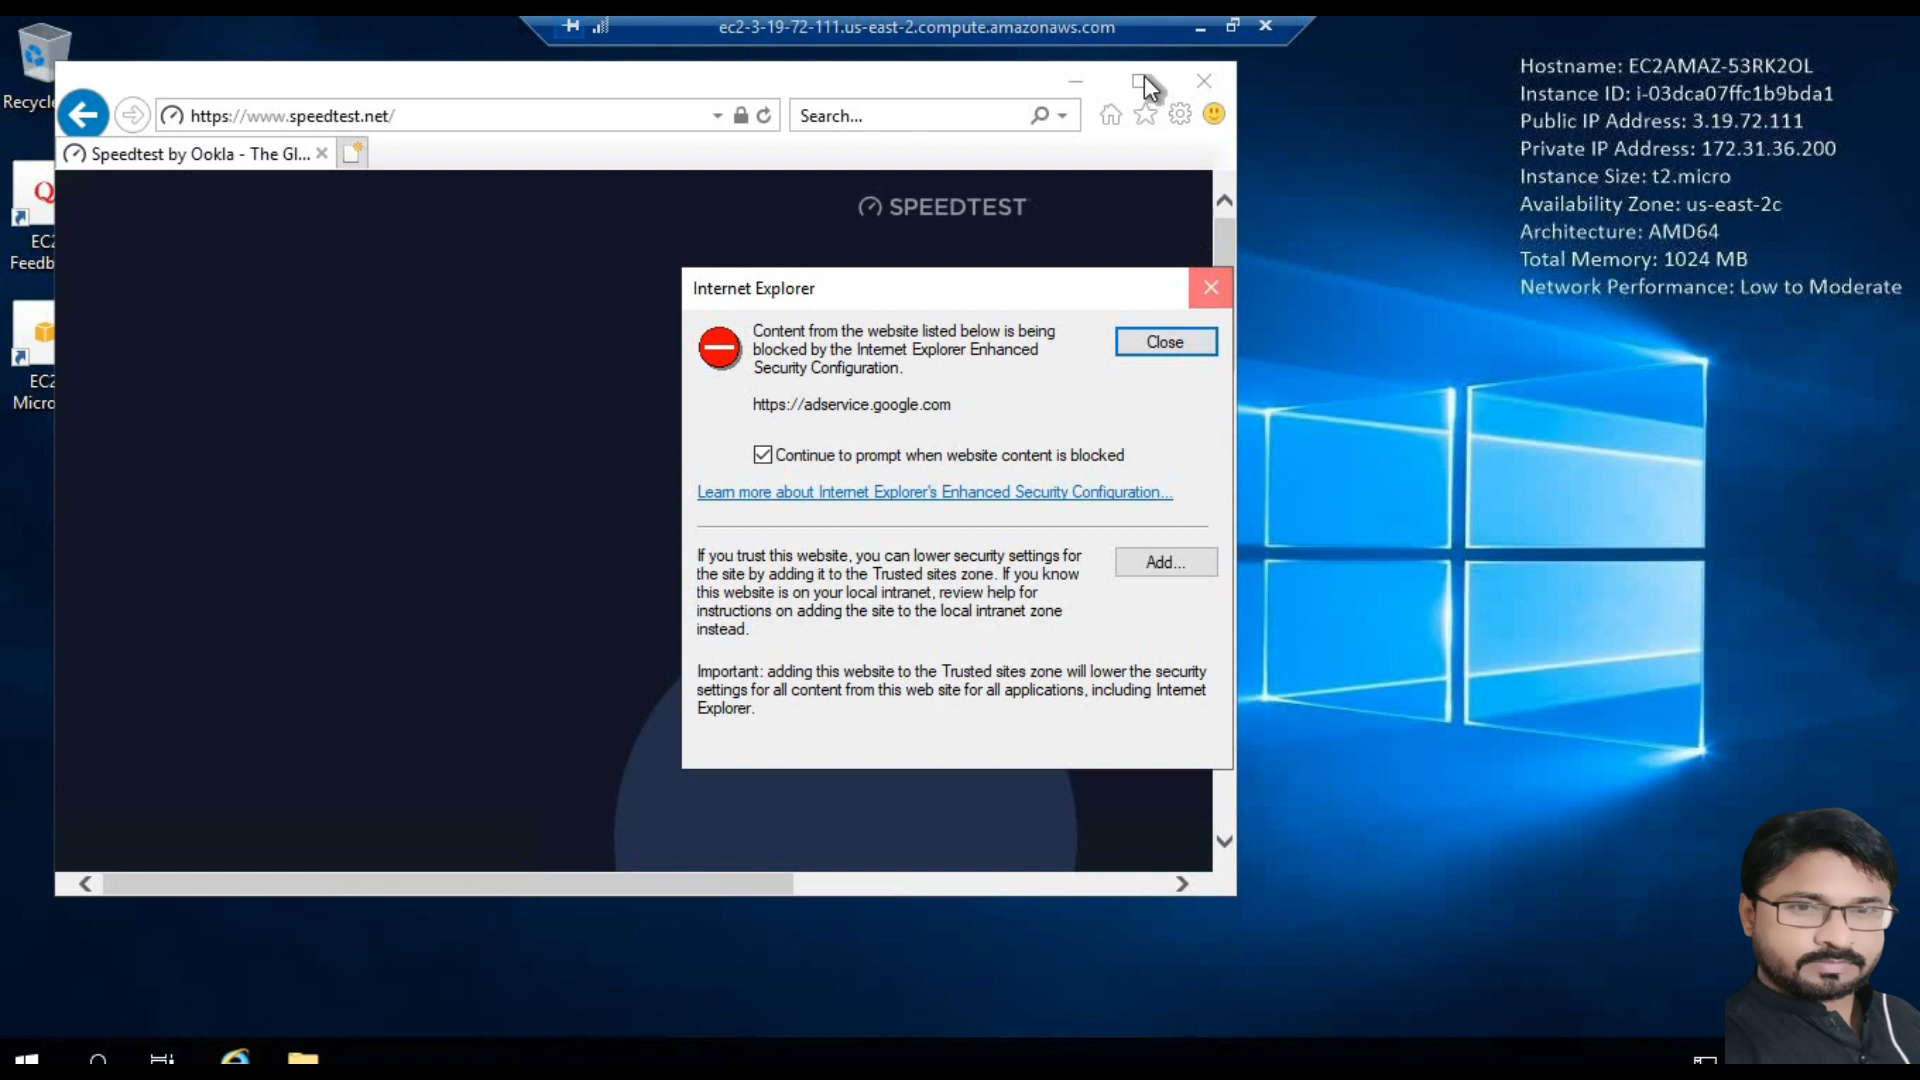 ec2-3-19-72-111.us-east-2.compute.amazonaws.com
Hostname: EC2AMAZ-53RK2OL
Instance ID: i-03dca07ffc1b9bda1
Public IP Address: 3.19.72.111
Private IP Address: 172.31.36.200
Instance Size: t2.micro
Availability Zone: us-east-2c
Architecture: AMD64
Total Memory: 1024 MB
Network Performance: Low to Moderate
Recycle
EC2
Feedb
EC2
Micro
https://www.speedtest.net/
Search...
Speedtest by Ookla - The Gl...
SPEEDTEST
Internet Explorer
Content from the website listed below is being
blocked by the Internet Explorer Enhanced
Security Configuration.
Close
https://adservice.google.com
Continue to prompt when website content is blocked
Learn more about Internet Explorer's Enhanced Security Configuration...
If you trust this website, you can lower security settings for
the site by adding it to the Trusted sites zone. If you know
this website is on your local intranet, review help for
instructions on adding the site to the local intranet zone
instead.
Add...
Important: adding this website to the Trusted sites zone will lower the security
settings for all content from this web site for all applications, including Internet
Explorer.